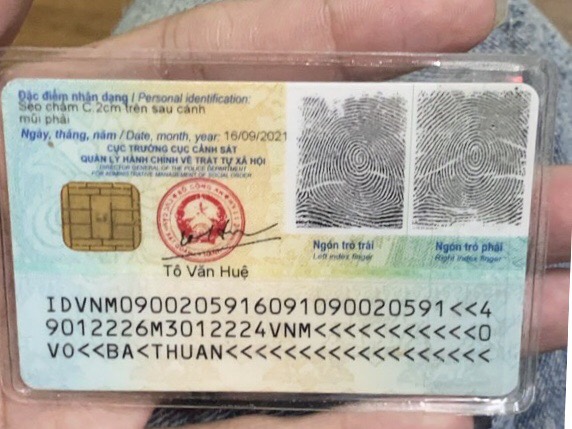 Đặc điểm nhận dạng / Personal identification:
Sẹo chấm C.2cm trên sau cánh
mũi phải
Ngày, tháng, năm / Date, month, year: 16/09/2021
CỤC TRƯỞNG CỤC CẢNH SÁT
QUẢN LÝ HÀNH CHÍNH VỀ TRẬT TỰ XÃ HỘI
DIRECTOR GENERAL OF THE POLICE DEPARTMENT
FOR ADMINISTRATIVE MANAGEMENT OF SOCIAL ORDER
Tô Văn Huệ
Ngón trỏ trái
Left index finger
Ngón trỏ phải
Right index finger
IDVNM0900205916091090020591<<4
9012226M3012224VNM<<<<<<<<<<<0
VO<<BA<THUAN<<<<<<<<<<<<<<<<<<